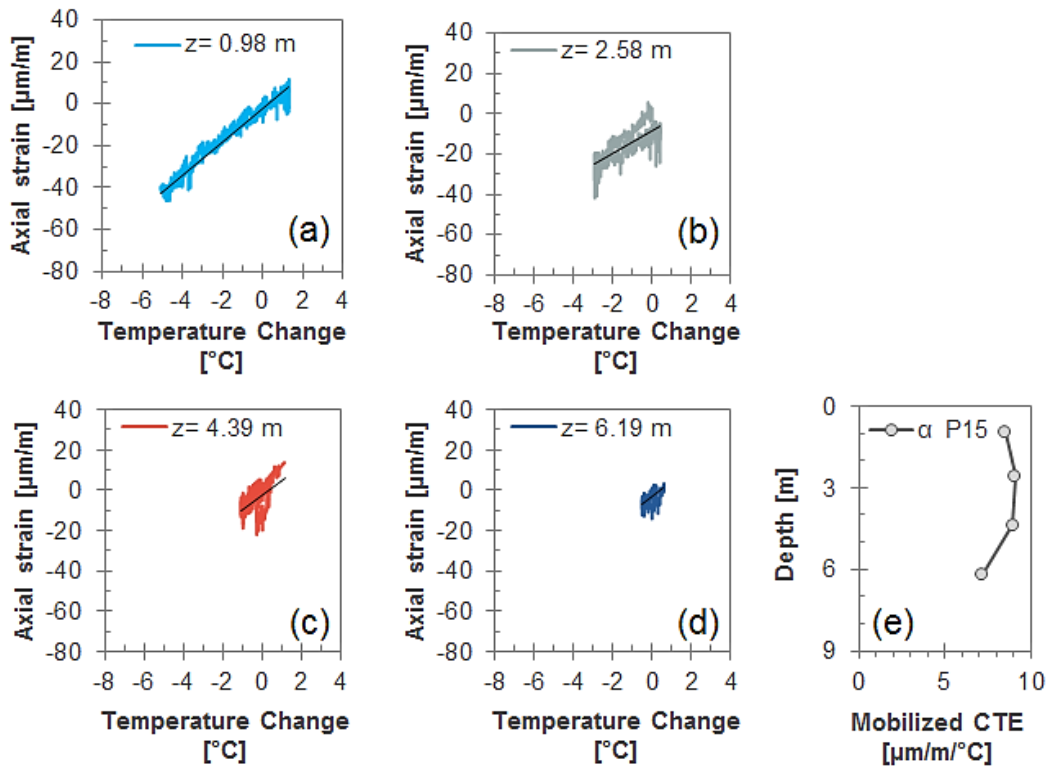 40
20
0
-20
-40
-60
-80
Axial strain [µm/m]
z= 0.98 m
(a)
-8 -6 -4 -2 0 2 4
Temperature Change
[°C]
40
20
0
-20
-40
-60
-80
Axial strain [µm/m]
z= 2.58 m
(b)
-8 -6 -4 -2 0 2 4
Temperature Change
[°C]
40
20
0
-20
-40
-60
-80
Axial strain [µm/m]
z= 4.39 m
(c)
-8 -6 -4 -2 0 2 4
Temperature Change
[°C]
40
20
0
-20
-40
-60
-80
Axial strain [µm/m]
z= 6.19 m
(d)
-8 -6 -4 -2 0 2 4
Temperature Change
[°C]
0
3
6
9
Depth [m]
α P15
(e)
0 5 10
Mobilized CTE
[µm/m/°C]